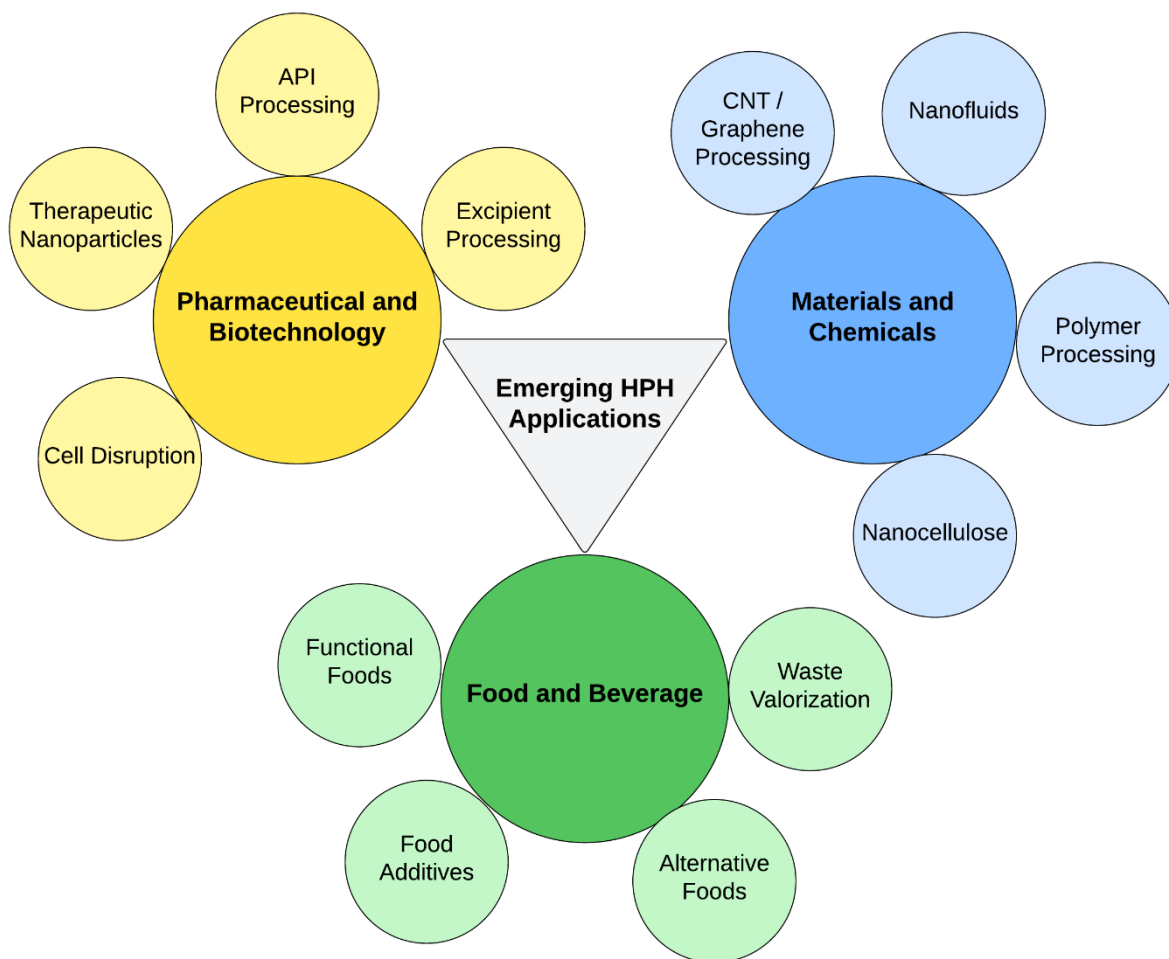 API
Processing
Therapeutic
Nanoparticles
Excipient
Processing
Pharmaceutical and
Biotechnology
Cell Disruption
CNT /
Graphene
Processing
Nanofluids
Materials and
Chemicals
Polymer
Processing
Nanocellulose
Emerging HPH
Applications
Functional
Foods
Food and Beverage
Waste
Valorization
Food
Additives
Alternative
Foods